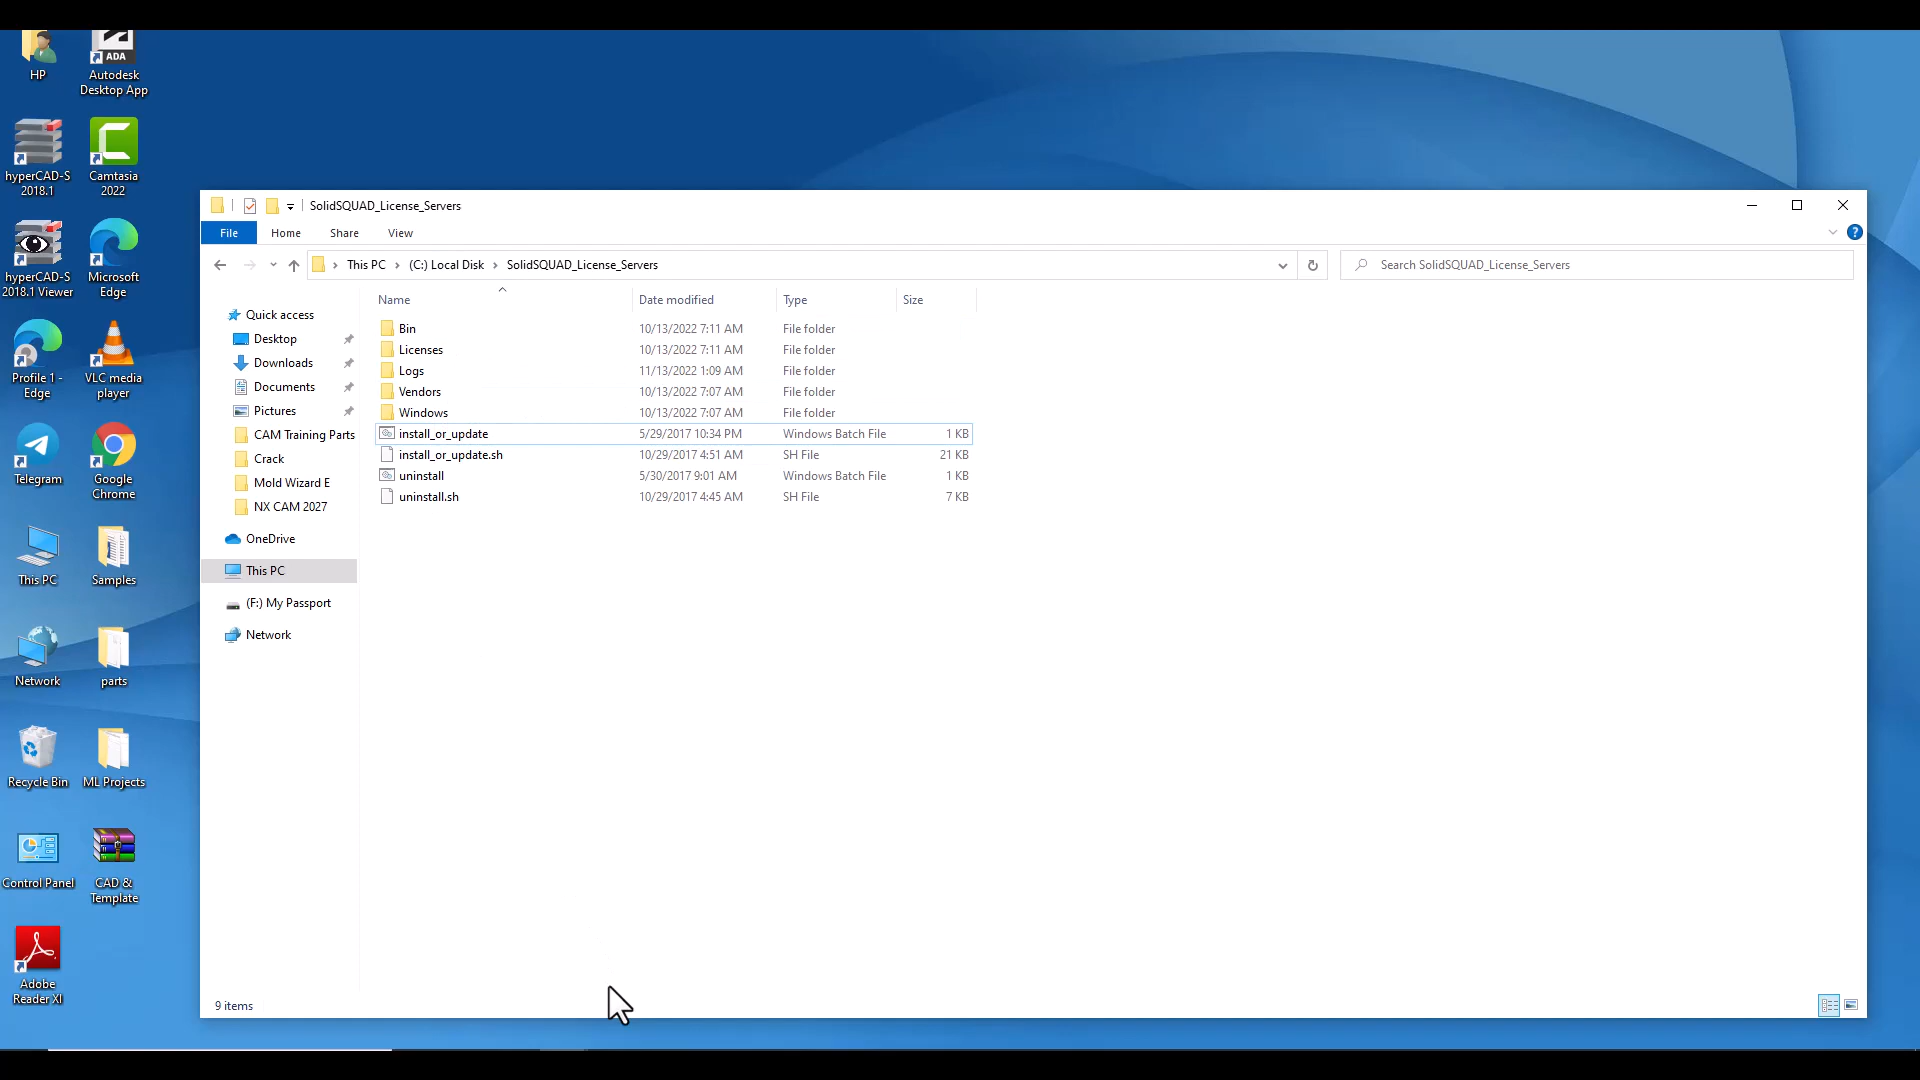 HP
ADA
Autodesk
Desktop App
hyperCAD-S
2018.1
Camtasia
2022
hyperCAD-S
2018.1 Viewer
Microsoft
Edge
Profile 1 -
Edge
VLC media
player
Telegram
Google
Chrome
This PC
Samples
Network
parts
Recycle Bin
ML Projects
Control Panel
CAD &
Template
Adobe
Reader XI
SolidSQUAD_License_Servers
File Home Share View
This PC (C:) Local Disk SolidSQUAD_License_Servers
Search SolidSQUAD_License_Servers
Quick access
Desktop
Downloads
Documents
Pictures
CAM Training Parts
Crack
Mold Wizard E
NX CAM 2027
OneDrive
This PC
(F:) My Passport
Network
Name Date modified Type Size
Bin 10/13/2022 7:11 AM File folder
Licenses 10/13/2022 7:11 AM File folder
Logs 11/13/2022 1:09 AM File folder
Vendors 10/13/2022 7:07 AM File folder
Windows 10/13/2022 7:07 AM File folder
install_or_update 5/29/2017 10:34 PM Windows Batch File 1 KB
install_or_update.sh 10/29/2017 4:51 AM SH File 21 KB
uninstall 5/30/2017 9:01 AM Windows Batch File 1 KB
uninstall.sh 10/29/2017 4:45 AM SH File 7 KB
9 items